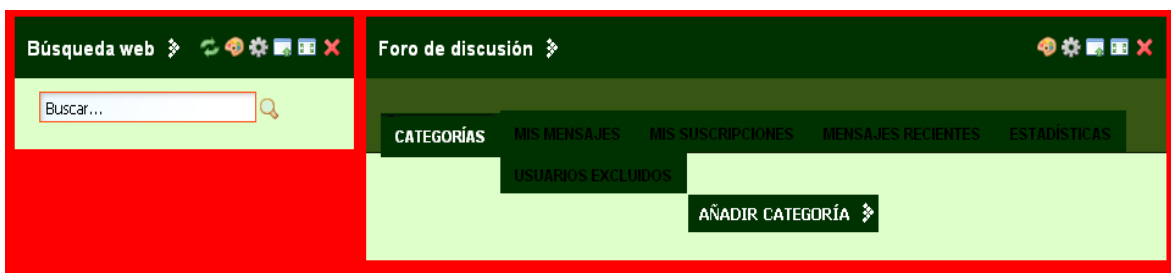 Búsqueda web
Foro de discusión
Buscar...
CATEGORÍAS MIS MENSAJES MIS SUSCRIPCIONES MENSAJES RECIENTES ESTADÍSTICAS
USUARIOS EXCLUIDOS
AÑADIR CATEGORÍA